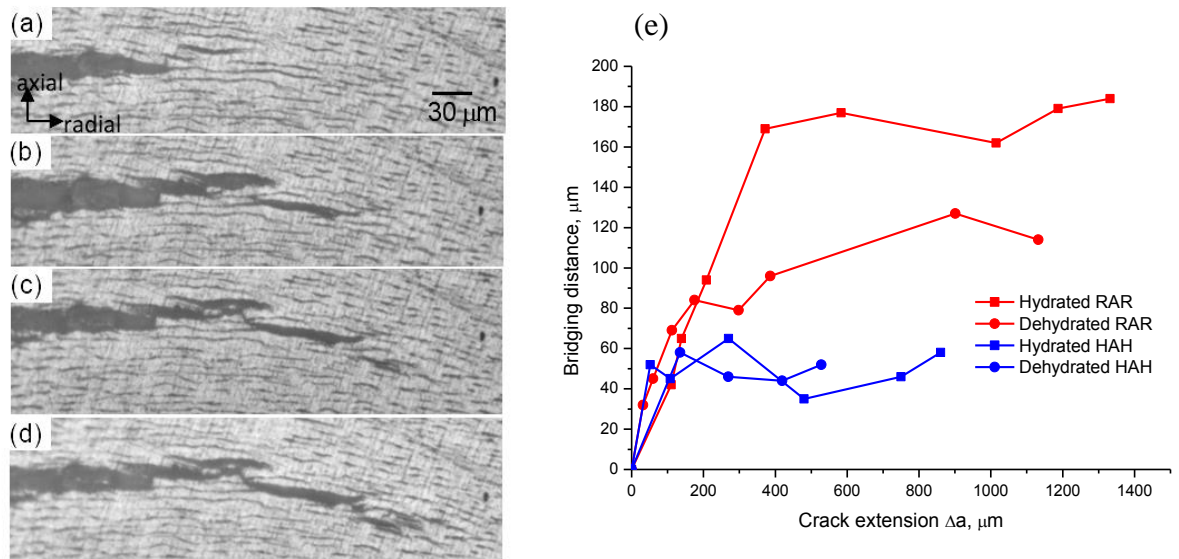 (a)
axial
radial
30 μm
(b)
(c)
(d)
(e)
Bridging distance, μm
200
180
160
140
120
100
80
60
40
20
0
Hydrated RAR
Dehydrated RAR
Hydrated HAH
Dehydrated HAH
0 200 400 600 800 1000 1200 1400
Crack extension Δa, μm